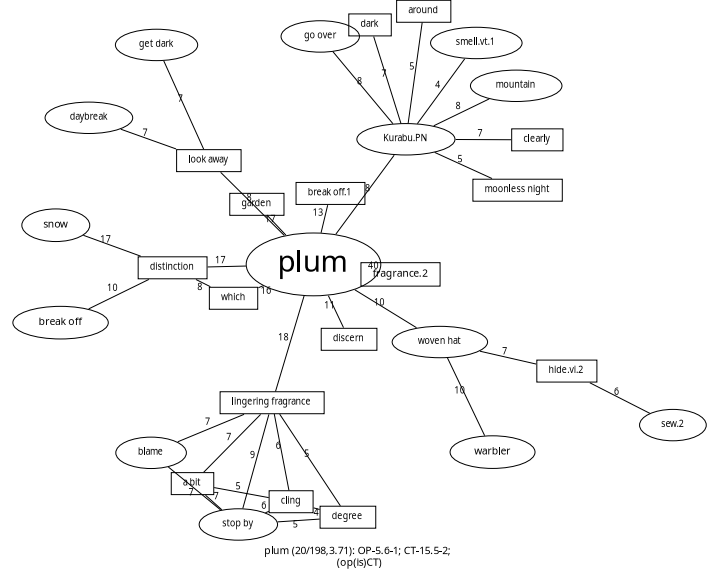 around
dark
go over
smell.vt.1
get dark
7
5
8
4
mountain
7
8
daybreak
7
Kurabu.PN
7
clearly
look away
5
moonless night
8
8
break off.1
garden
13
17
snow
17
17
plum
40
fragrance.2
distinction
8
which
16
10
10
11
break off
18
discern
woven hat
7
hide.vi.2
10
6
lingering fragrance
7
7
9
6
5
sew.2
blame
warbler
a bit
5
7
7
cling
6
4
degree
stop by
5
plum (20/198,3.71): OP-5.6-1; CT-15.5-2;
(op(is)CT)